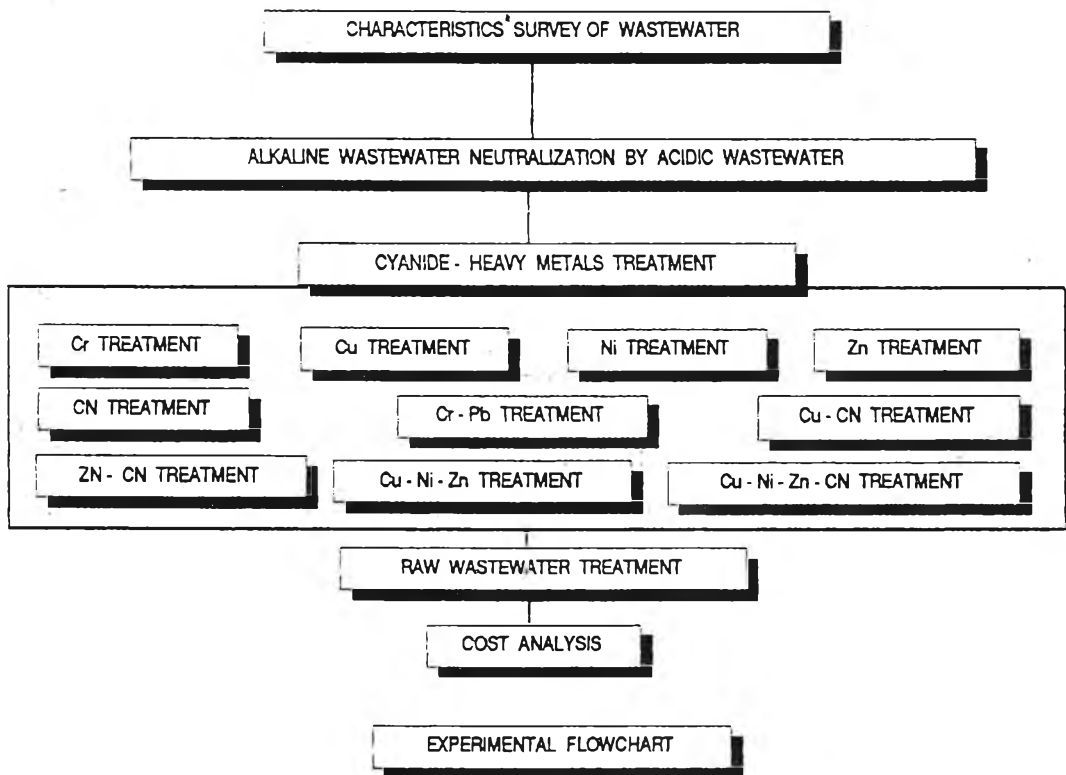 CHARACTERISTICS' SURVEY OF WASTEWATER
ALKALINE WASTEWATER NEUTRALIZATION BY ACIDIC WASTEWATER
CYANIDE - HEAVY METALS TREATMENT
Cr TREATMENT
Cu TREATMENT
Ni TREATMENT
Zn TREATMENT
CN TREATMENT
Cr - Pb TREATMENT
Cu - CN TREATMENT
ZN - CN TREATMENT
Cu - Ni - Zn TREATMENT
Cu - Ni - Zn - CN TREATMENT
RAW WASTEWATER TREATMENT
COST ANALYSIS
EXPERIMENTAL FLOWCHART